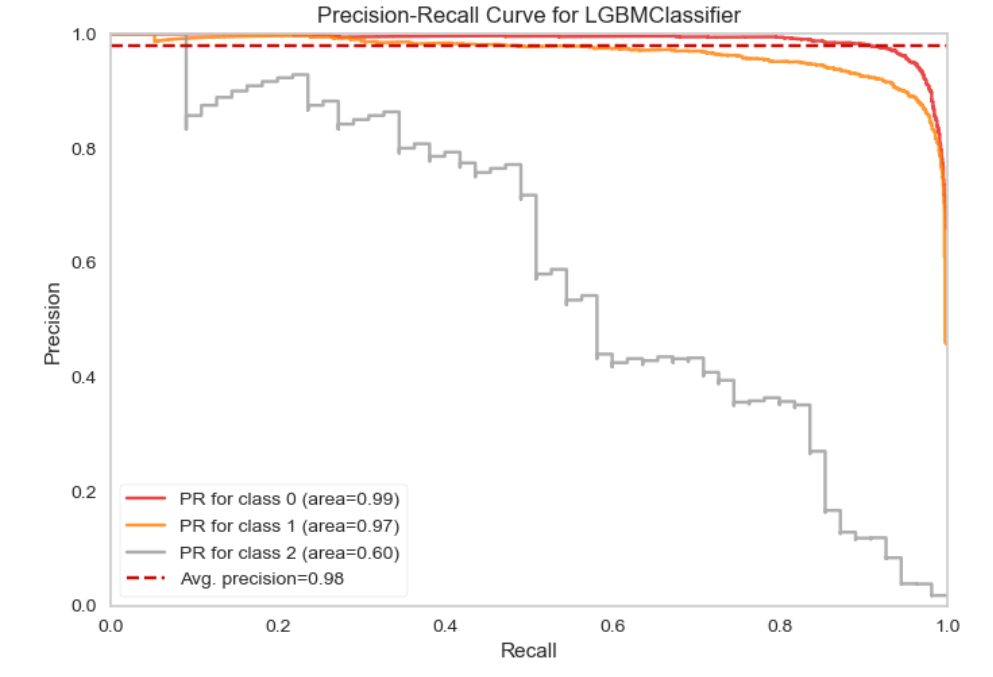 Precision-Recall Curve for LGBMClassifier
1.0
0.8
0.6
0.4
0.2
0.0
Precision
PR for class 0 (area=0.99)
PR for class 1 (area=0.97)
PR for class 2 (area=0.60)
Avg. precision=0.98
0.0 0.2 0.4 0.6 0.8 1.0
Recall